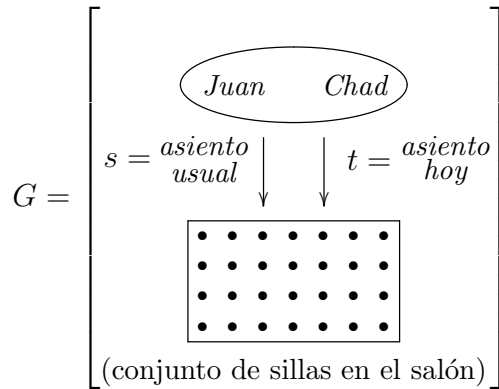 Juan Chad
s = asiento usual t = asiento hoy
G =
(conjunto de sillas en el salón)